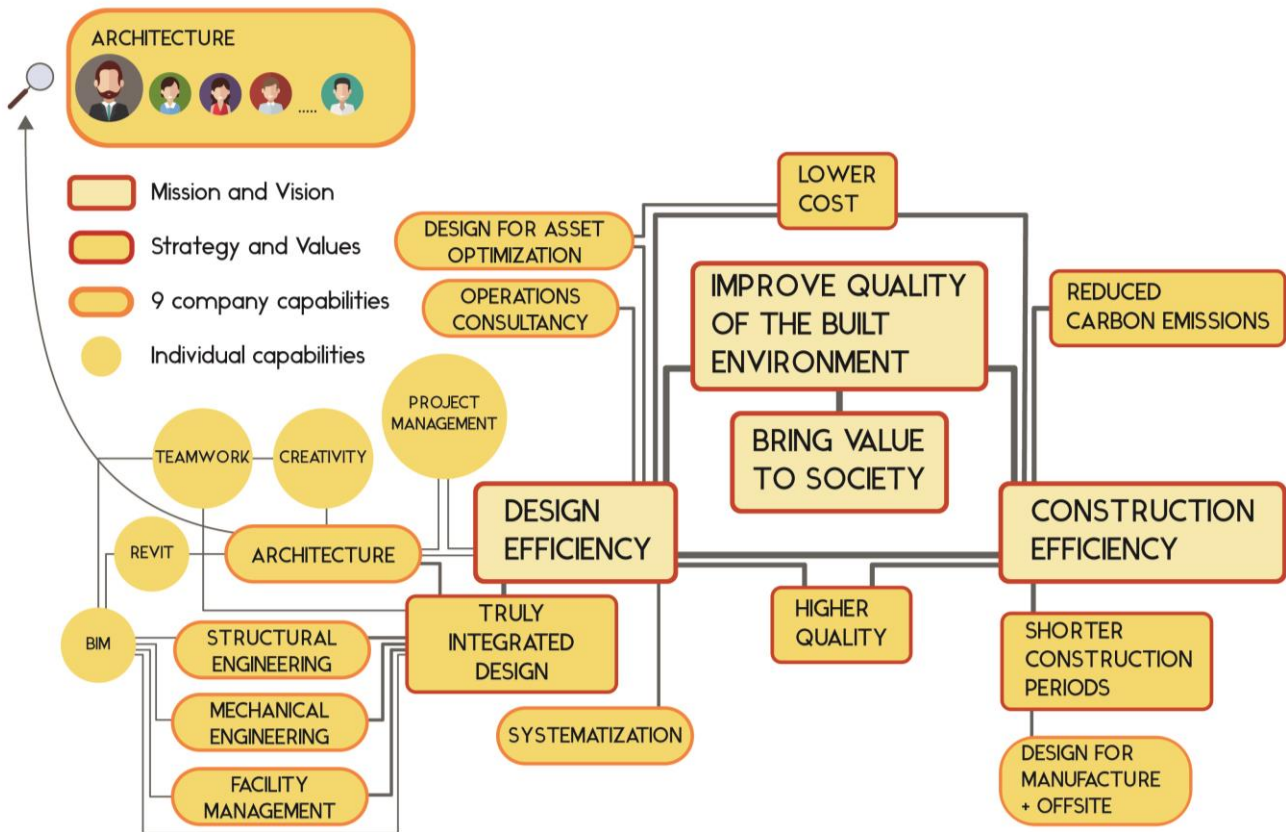 ARCHITECTURE
.....
Mission and Vision
Strategy and Values
9 company capabilities
Individual capabilities
LOWER
COST
DESIGN FOR ASSET
OPTIMIZATION
OPERATIONS
CONSULTANCY
IMPROVE QUALITY
OF THE BUILT
ENVIRONMENT
REDUCED
CARBON EMISSIONS
BRING VALUE
TO SOCIETY
PROJECT
MANAGEMENT
TEAMWORK
CREATIVITY
REVIT
ARCHITECTURE
DESIGN
EFFICIENCY
CONSTRUCTION
EFFICIENCY
BIM
STRUCTURAL
ENGINEERING
TRULY
INTEGRATED
DESIGN
HIGHER
QUALITY
SHORTER
CONSTRUCTION
PERIODS
MECHANICAL
ENGINEERING
SYSTEMATIZATION
FACILITY
MANAGEMENT
DESIGN FOR
MANUFACTURE
+ OFFSITE